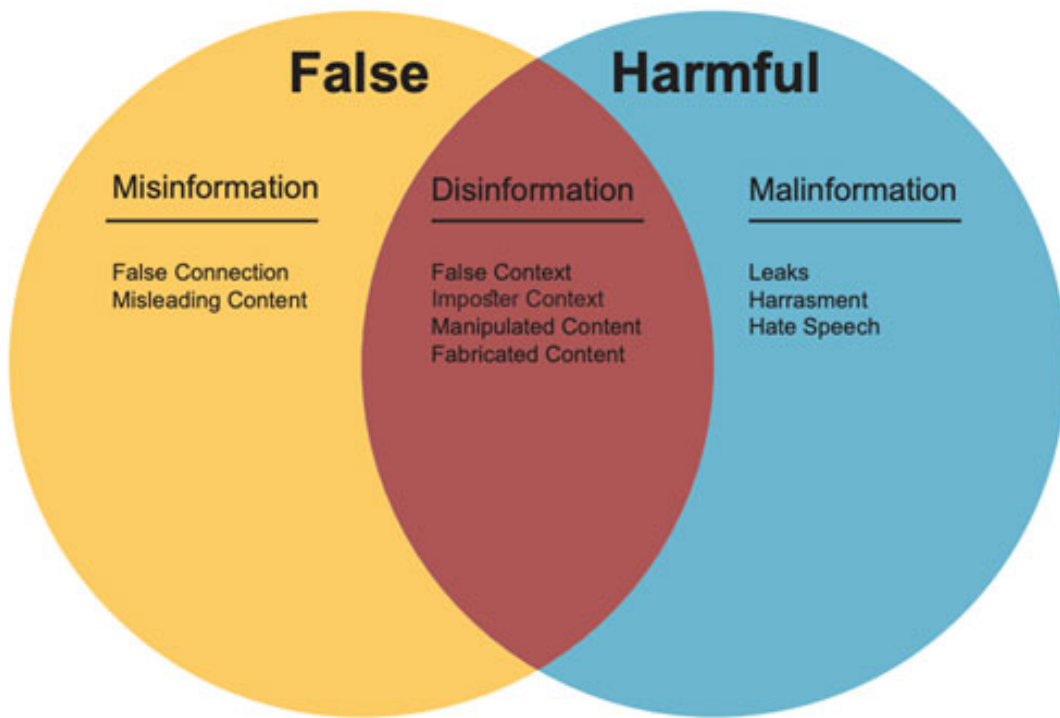 False
Harmful
Misinformation
False Connection
Misleading Content
Disinformation
False Context
Imposter Context
Manipulated Content
Fabricated Content
Malinformation
Leaks
Harrasment
Hate Speech